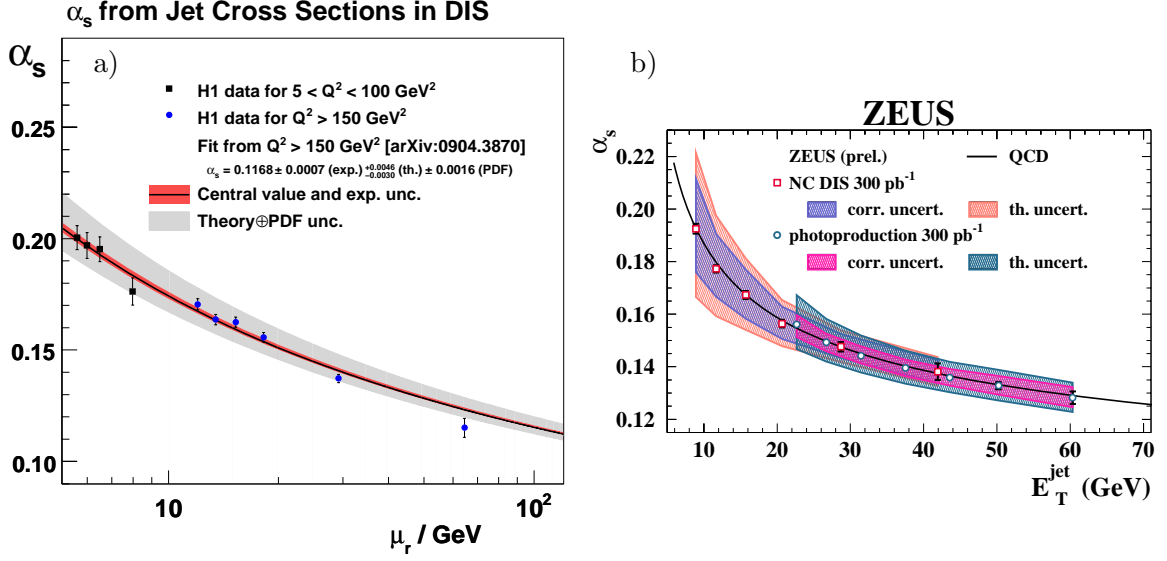 α_s from Jet Cross Sections in DIS
α_s
a)
H1 data for 5 < Q² < 100 GeV²
H1 data for Q² > 150 GeV²
Fit from Q² > 150 GeV² [arXiv:0904.3870]
α_s = 0.1168 ± 0.0007 (exp.) +0.0046 −0.0030 (th.) ± 0.0016 (PDF)
Central value and exp. unc.
Theory⊕PDF unc.
0.25
0.20
0.15
0.10
10
10²
μ_r / GeV
b)
ZEUS
α_s
ZEUS (prel.)
QCD
NC DIS 300 pb⁻¹
corr. uncert.
th. uncert.
photoproduction 300 pb⁻¹
corr. uncert.
th. uncert.
0.22
0.20
0.18
0.16
0.14
0.12
10 20 30 40 50 60 70
E_T^jet (GeV)